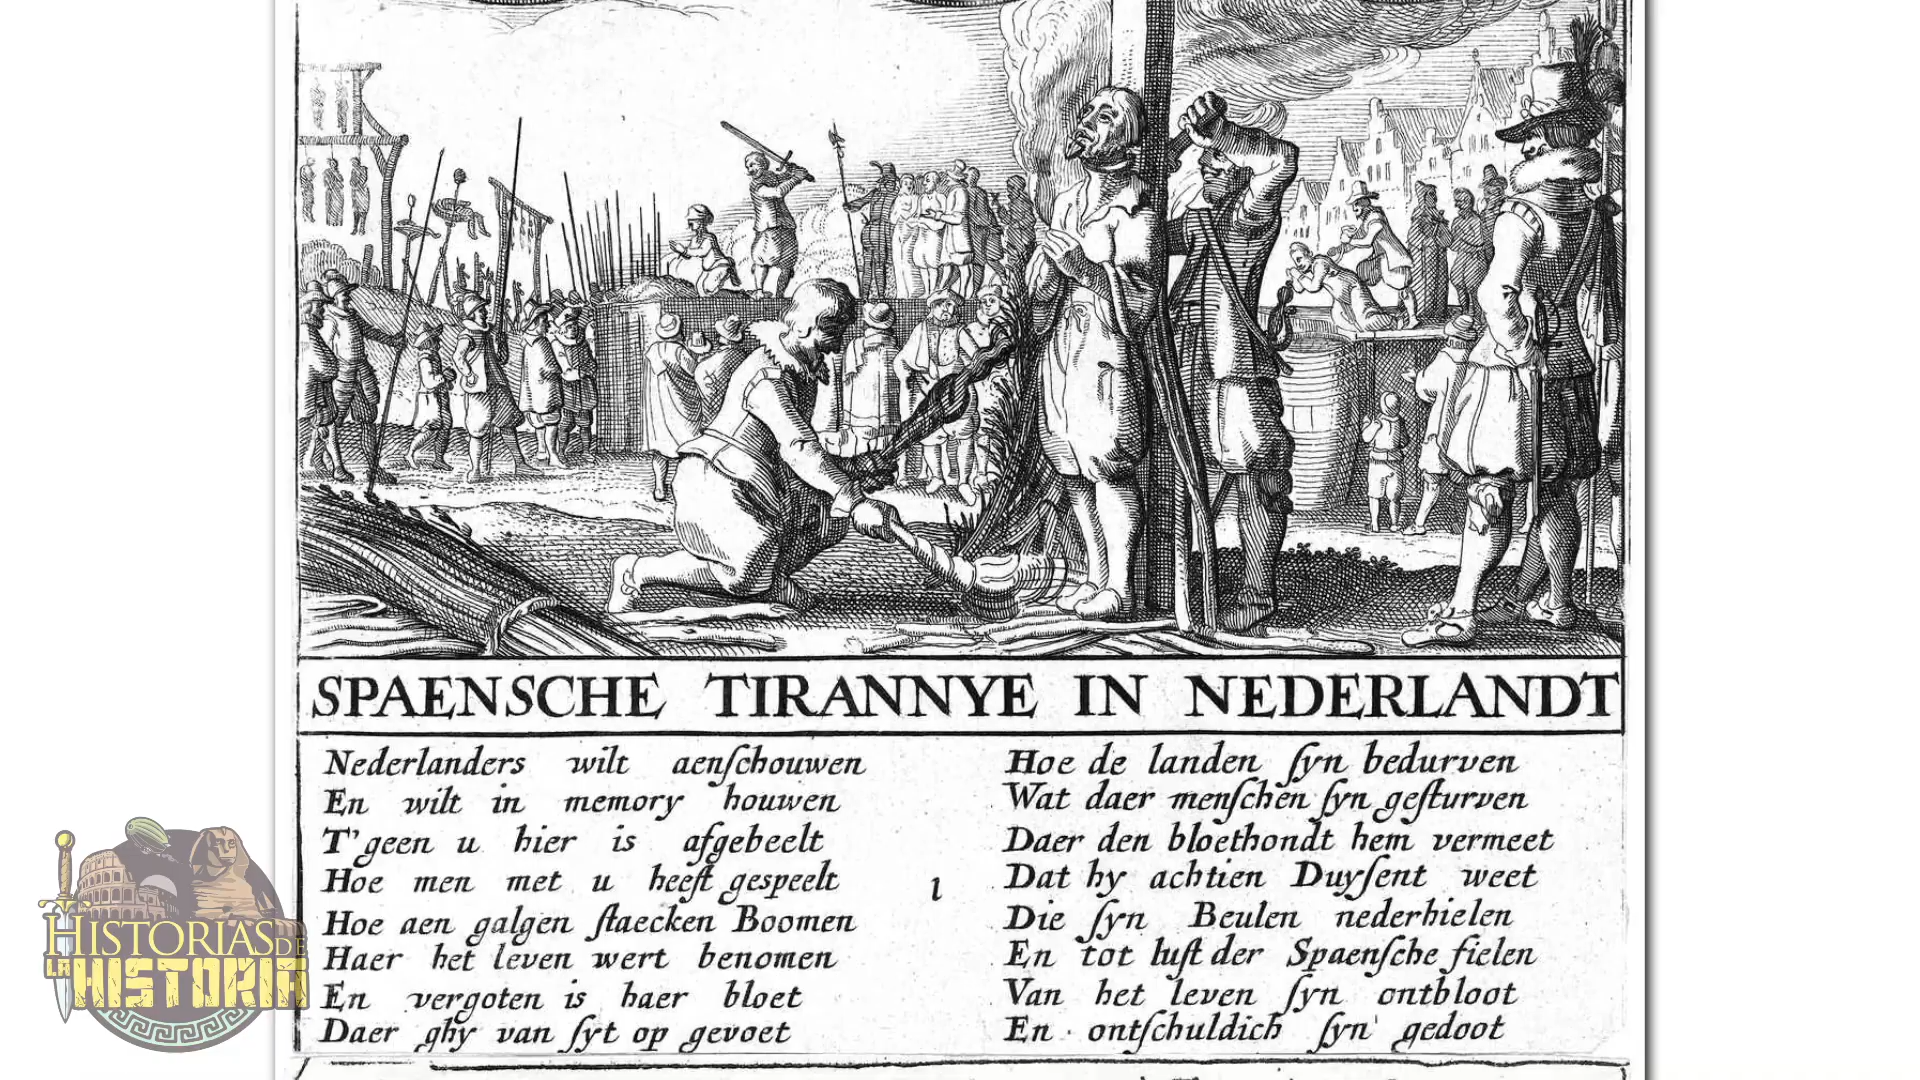 SPAENSCHE TIRANNYE IN NEDERLANDT
Nederlanders wilt aenſchouwen
En wilt in memory houwen
T'geen u hier is afgebeelt
Hoe men met u heeft geſpeelt
Hoe aen galgen ſtaecken Boomen
Haer het leven wert benomen
En vergoten is haer bloet
Daer ghy van ſyt op gevoet
1
Hoe de landen ſyn bedurven
Wat daer menſchen ſyn geſturven
Daer den bloethondt hem vermeet
Dat hy achtien Duyſent weet
Die ſyn Beulen nederhielen
En tot luſt der Spaenſche fielen
Van het leven ſyn ontbloot
En ontſchuldich ſyn gedoot
HISTORIAS DE
LA HISTORIA